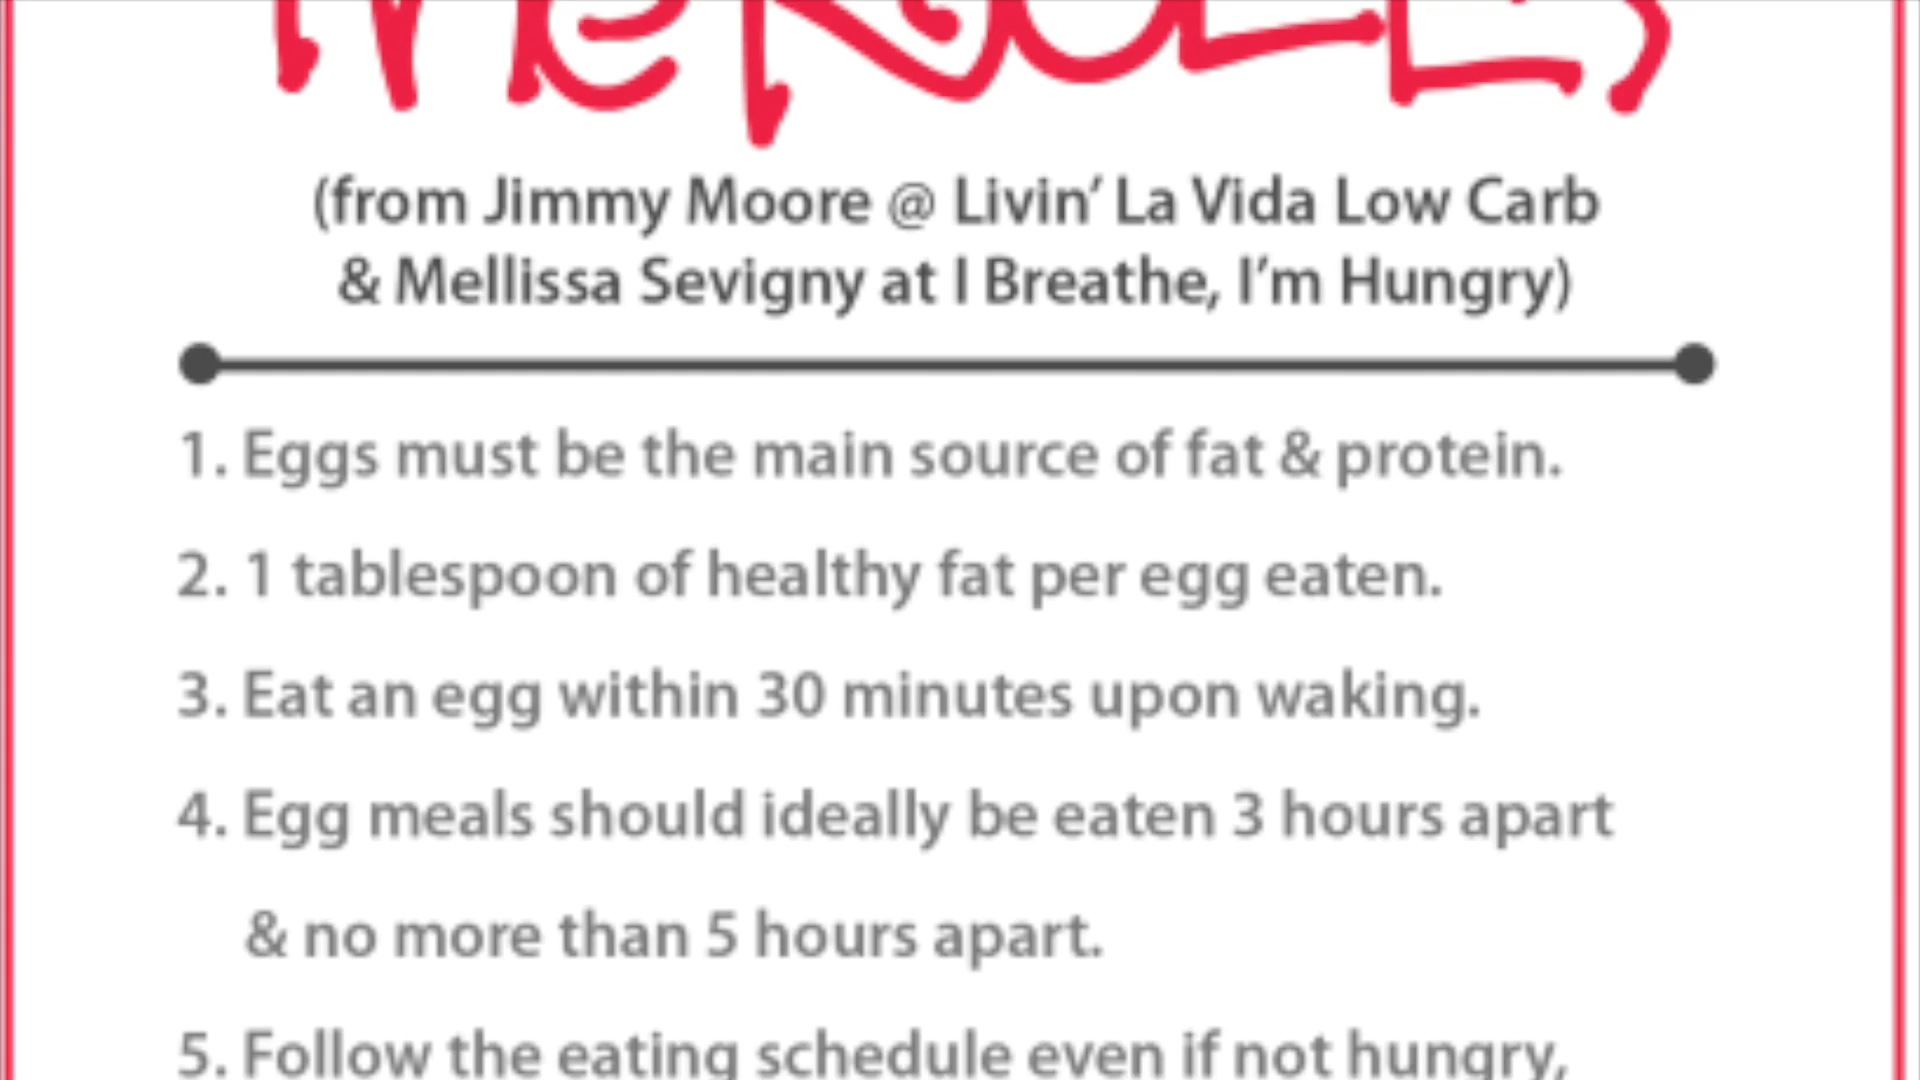 THE RULES
(from Jimmy Moore @ Livin' La Vida Low Carb
& Mellissa Sevigny at I Breathe, I'm Hungry)
1. Eggs must be the main source of fat & protein.
2. 1 tablespoon of healthy fat per egg eaten.
3. Eat an egg within 30 minutes upon waking.
4. Egg meals should ideally be eaten 3 hours apart
& no more than 5 hours apart.
5. Follow the eating schedule even if not hungry,